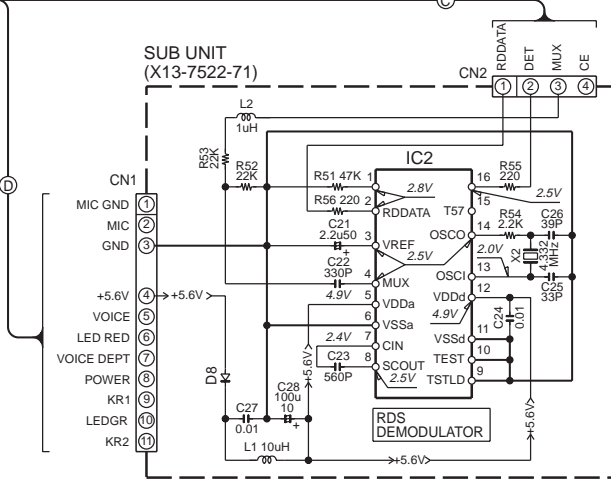 C
SUB UNIT
(X13-7522-71)
CN2
RDDATA
DET
MUX
CE
1 2 3 4
D
L2
1uH
R53
22K
R52
22K
R51 47K
R56 220
C21
2.2u50
+
C22
330P
4.9V
2.4V
C23
560P
IC2
1
2
3
4
5
6
7
8
RDDATA
VREF
MUX
VDDa
VSSa
CIN
SCOUT
2.8V
2.5V
2.5V
16
15
14
13
12
11
10
9
T57
OSCO
OSCI
VDDd
VSSd
TEST
TSTLD
4.9V
R55
220
2.5V
R54
2.2K
C26
39P
2.0V
X2
4.332
MHz
C25
33P
C24
0.01
CN1
MIC GND 1
MIC 2
GND 3
+5.6V 4
+5.6V
VOICE 5
LED RED 6
VOICE DEPT 7
POWER 8
KR1 9
LEDGR 10
KR2 11
D8
C27
0.01
C28
100u
10
+
+5.6V
L1 10uH
+5.6V
+5.6V
RDS
DEMODULATOR